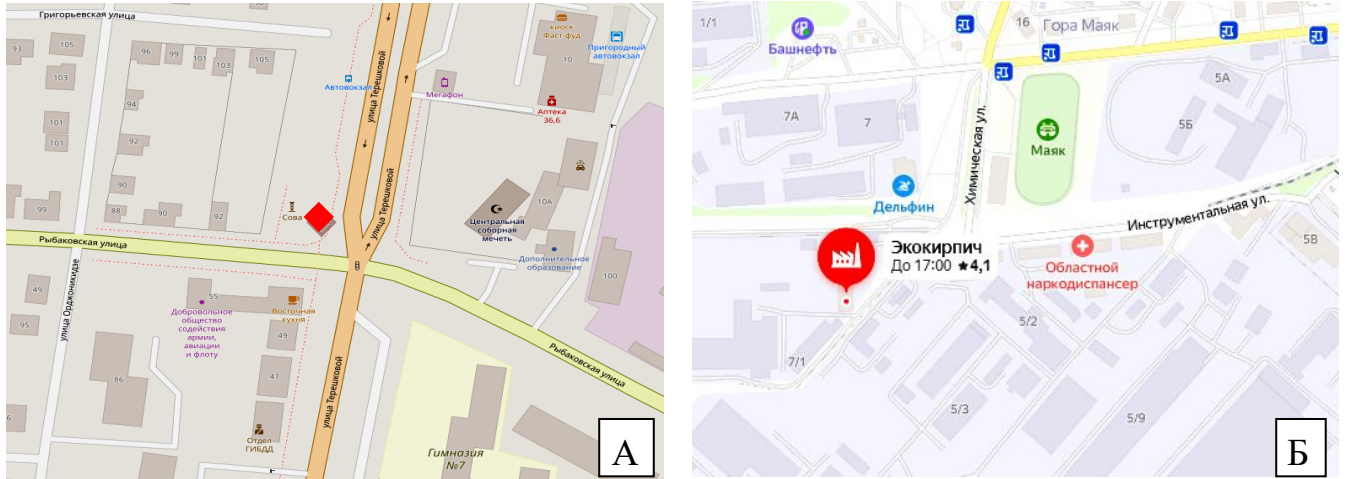 Григорьевская улица
93
105
96
99
101
103
105
103
94
101
101
92
90
99
88
90
92
Сова
Автовокзал
улица Терешковой
улица Терешковой
киоск
Фаст-фуд
Пригородный
автовокзал
10
Мегафон
Аптека
36,6
10А
Центральная
соборная
мечеть
Дополнительное
образование
100
Рыбаковская улица
улица Орджоникидзе
49
95
55
Добровольное
общество
содействия
армии,
авиации
и флоту
Восточная
кухня
49
47
86
6
Отдел
ГИБДД
улица Терешковой
Рыбаковская улица
Гимназия
№7
А
1/1
Башнефть
16
Гора Маяк
5А
7А
7
5Б
Химическая ул.
Маяк
Дельфин
Инструментальная ул.
Экокирпич
До 17:00 ★4,1
Областной
наркодиспансер
5В
5/2
7/1
5/3
5/9
Б